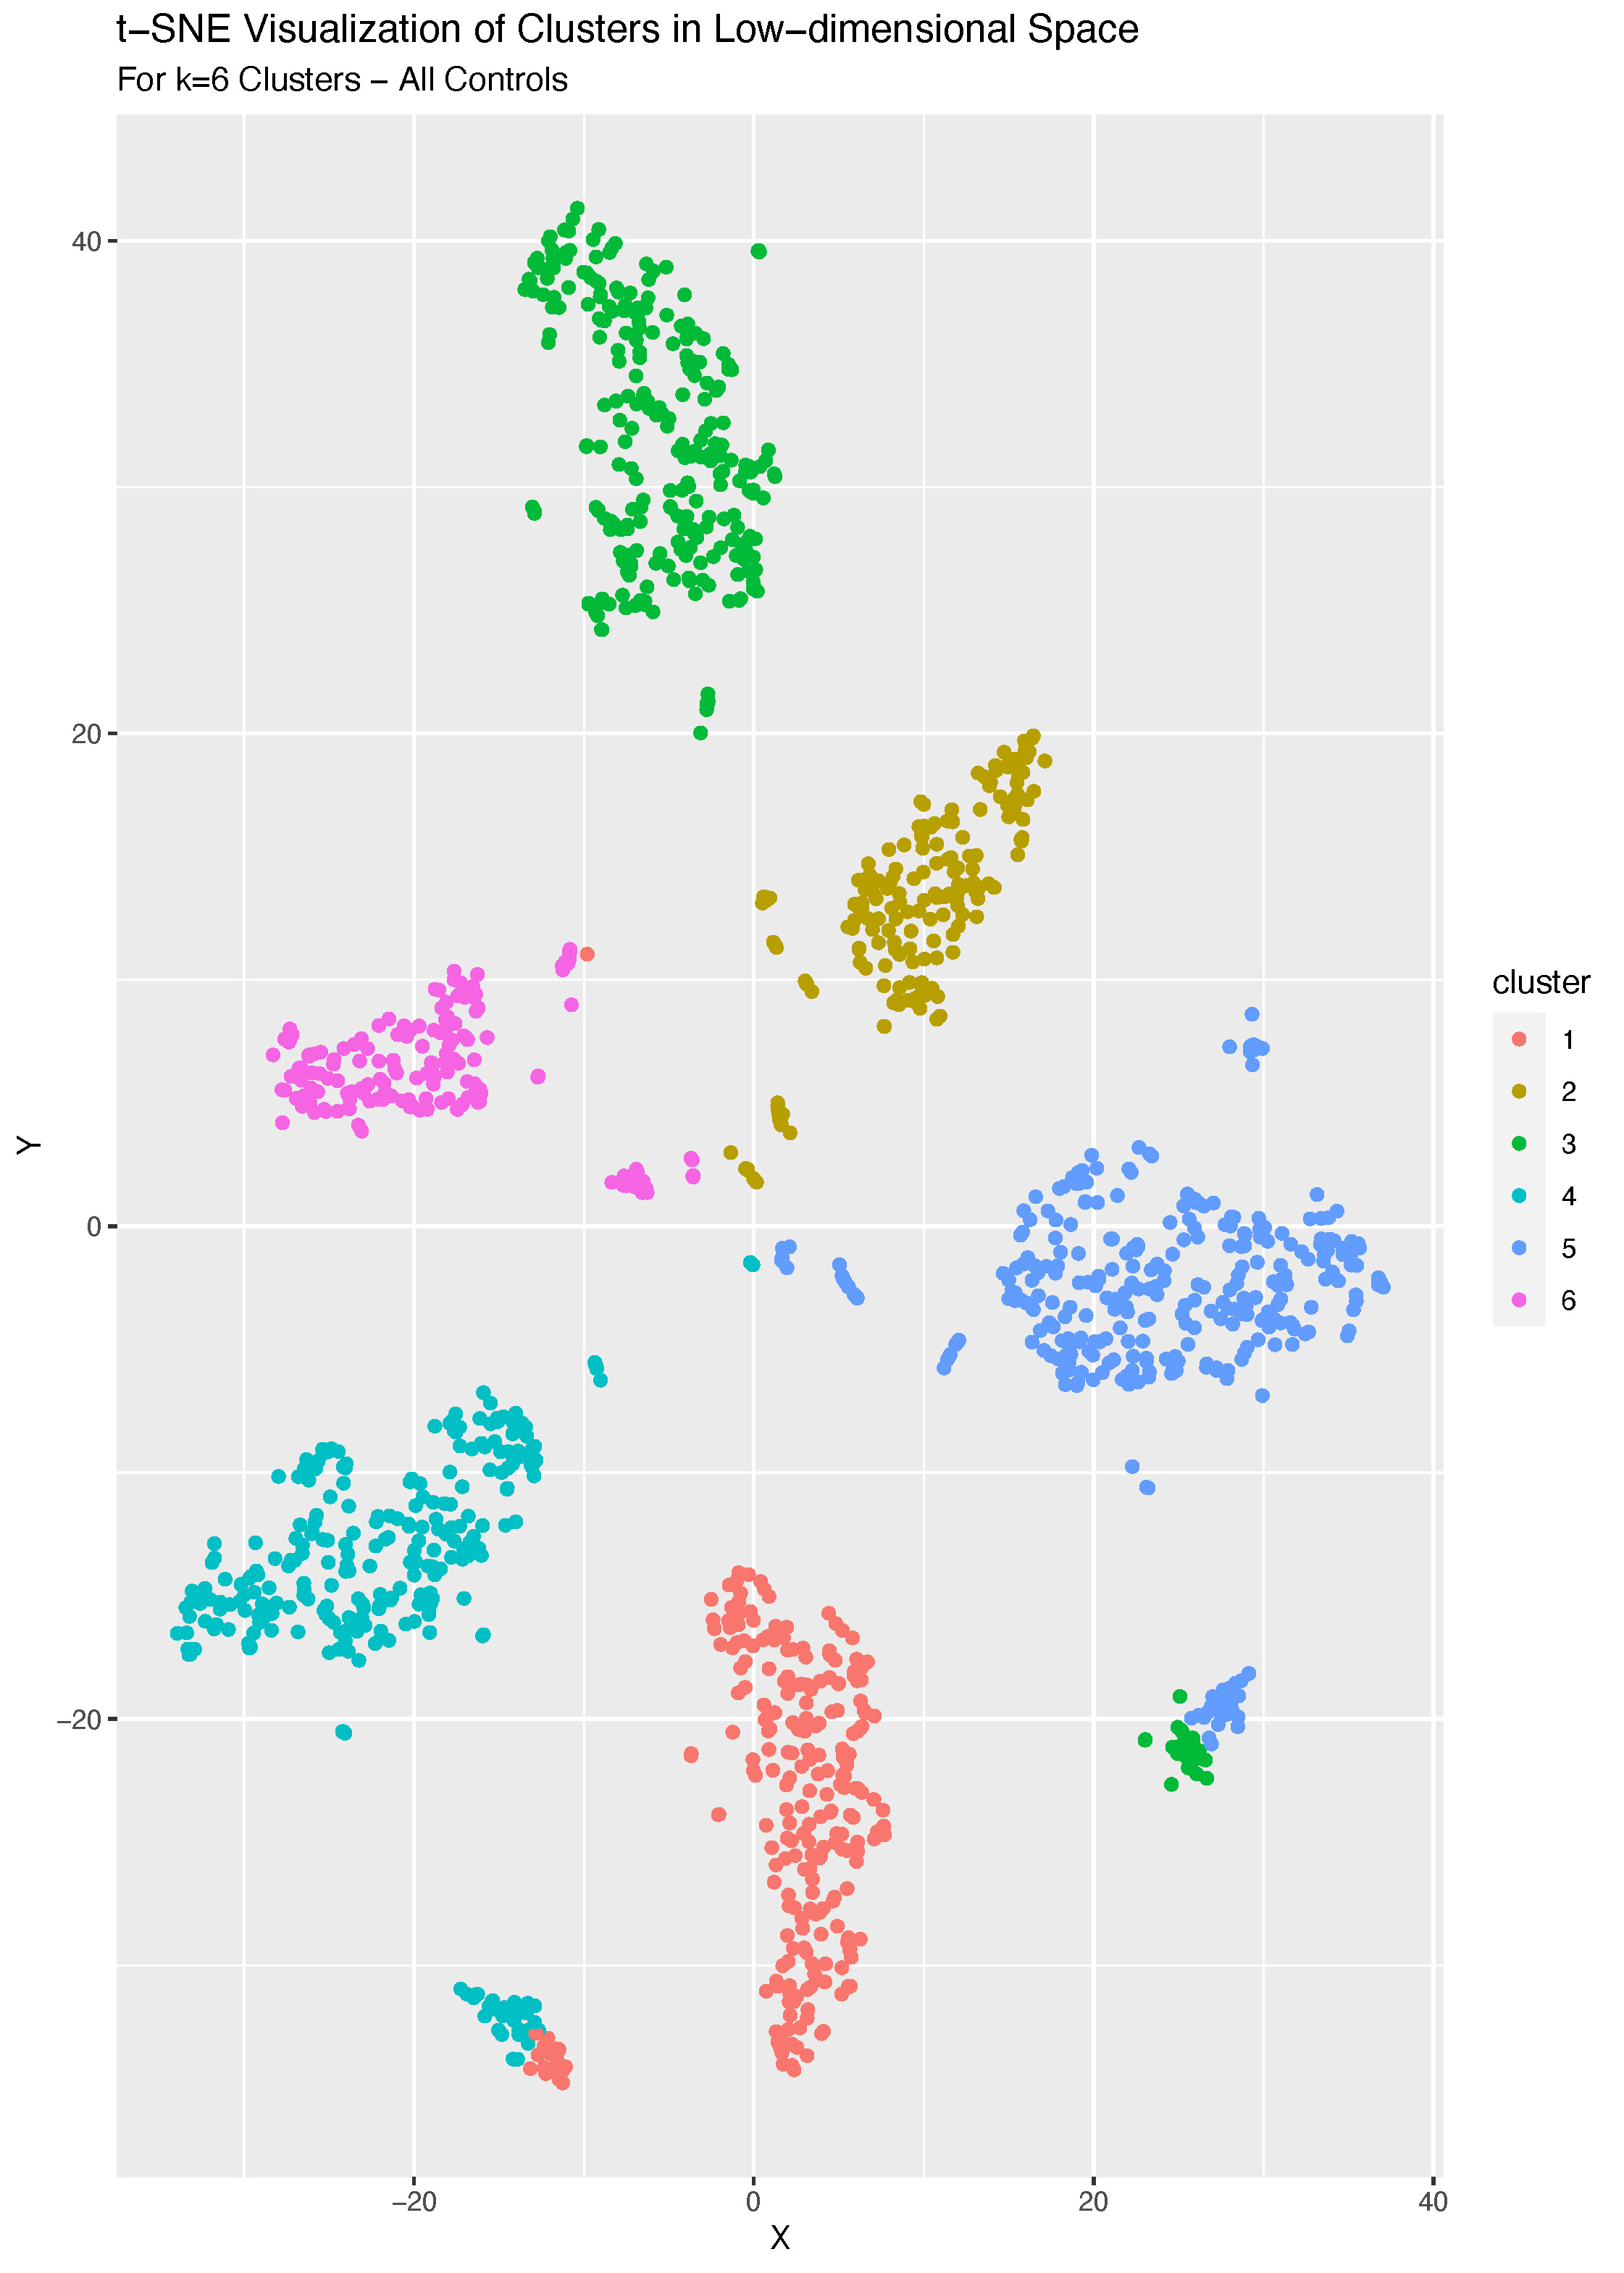 t−SNE Visualization of Clusters in Low−dimensional Space
For k=6 Clusters − All Controls
40
20
0
−20
Y
−20 0 20 40
X
cluster
1
2
3
4
5
6